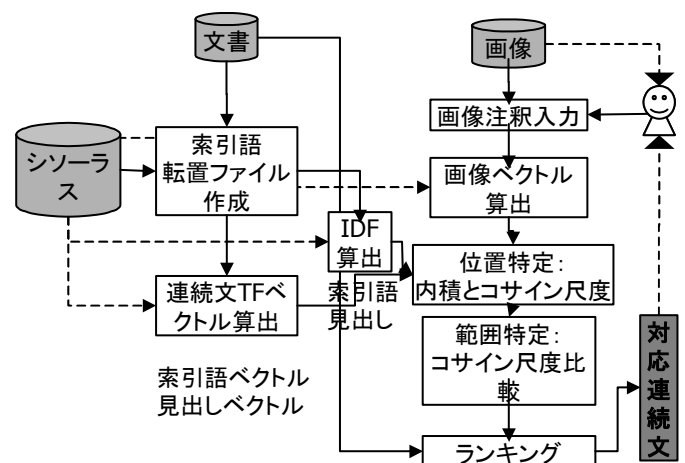 文書
画像
画像注釈入力
シソーラ
ス
索引語
転置ファイル
作成
画像ベクトル
算出
IDF
算出
位置特定：
内積とコサイン尺度
連続文TFベ
クトル算出
索引語
見出し
範囲特定：
コサイン尺度比
較
対
応
連
続
文
索引語ベクトル
見出しベクトル
ランキング